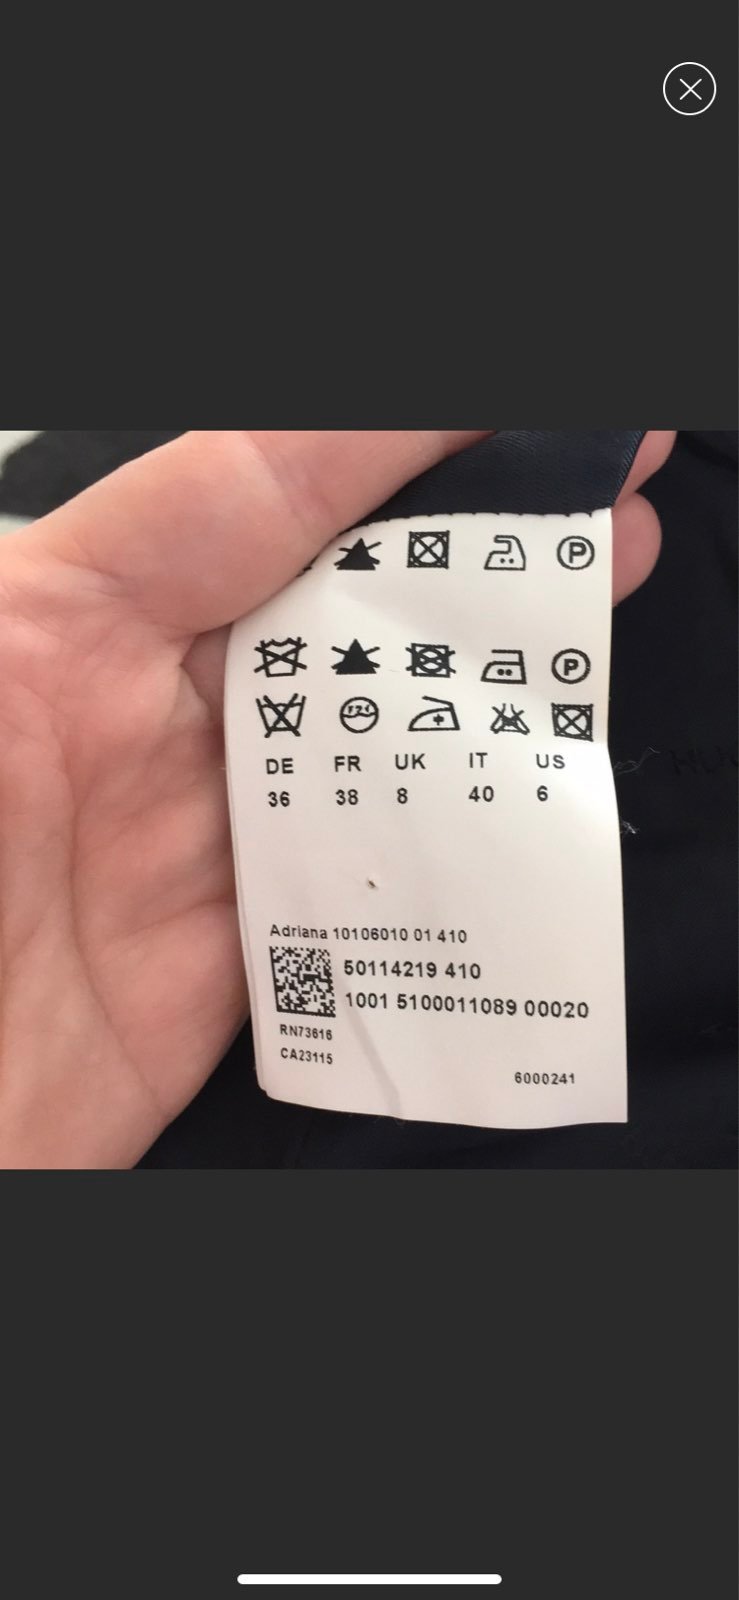 P
P
DE FR UK IT US
36 38 8 40 6
Adriana 10106010 01 410
50114219 410
1001 5100011089 00020
RN73616
CA23115
6000241